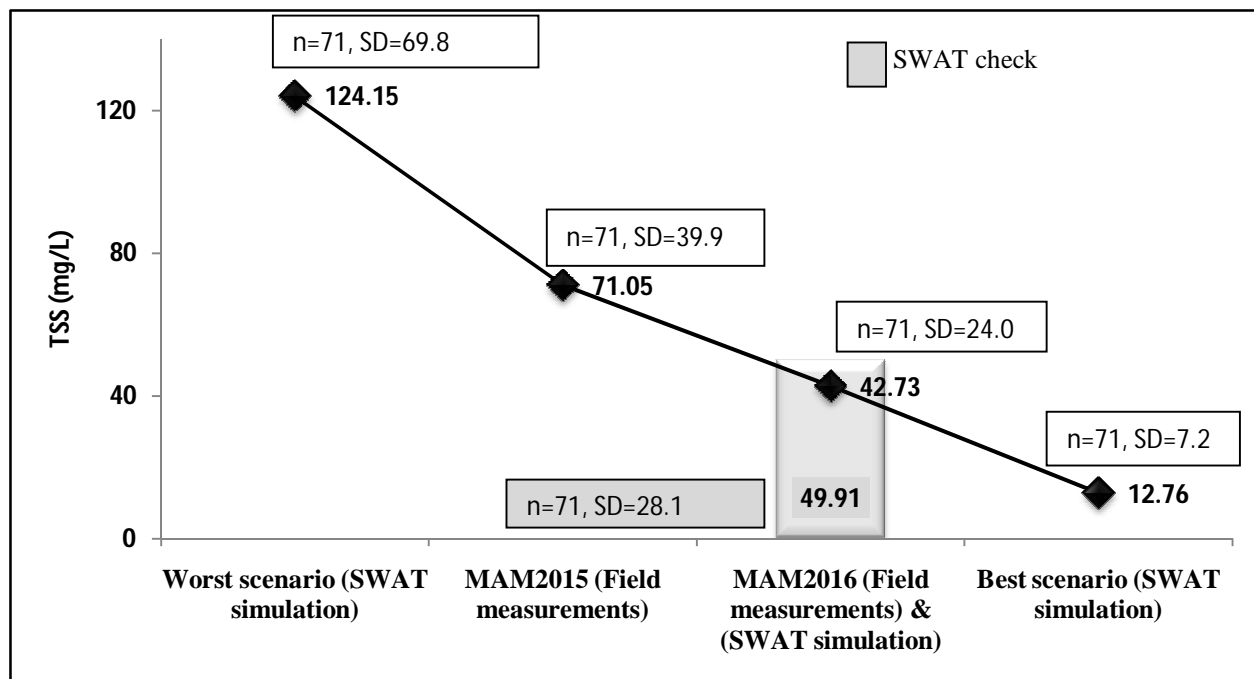 n=71, SD=69.8
SWAT check
124.15
120
n=71, SD=39.9
80
71.05
n=71, SD=24.0
42.73
40
n=71, SD=7.2
12.76
49.91
n=71, SD=28.1
0
TSS (mg/L)
Worst scenario (SWAT
simulation)
MAM2015 (Field
measurements)
MAM2016 (Field
measurements) &
(SWAT simulation)
Best scenario (SWAT
simulation)